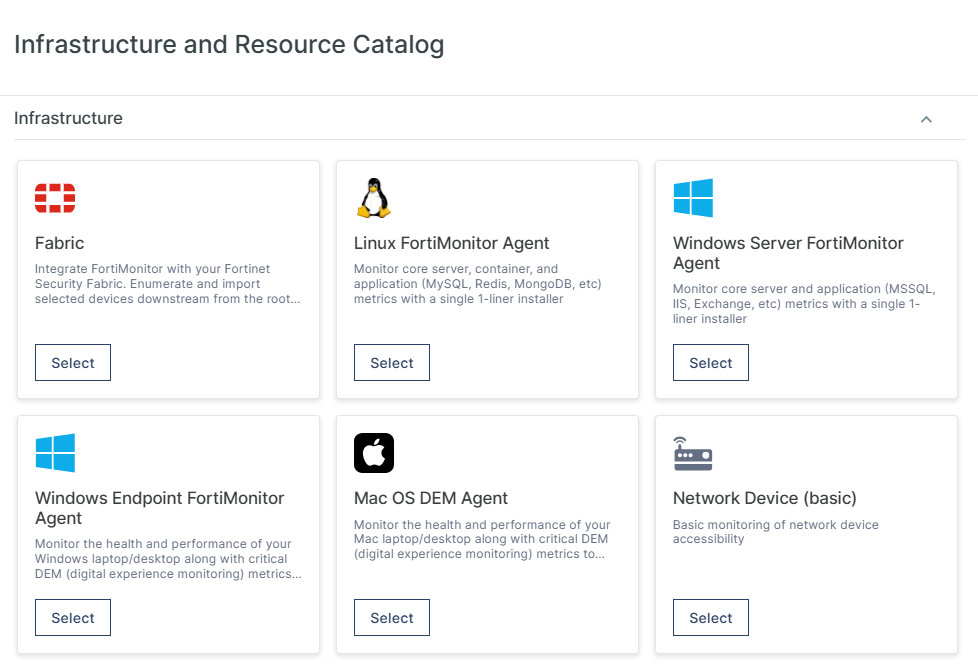 Infrastructure and Resource Catalog
Infrastructure
Fabric
Integrate FortiMonitor with your Fortinet
Security Fabric. Enumerate and import
selected devices downstream from the root...
Select
Linux FortiMonitor Agent
Monitor core server, container, and
application (MySQL, Redis, MongoDB, etc)
metrics with a single 1-liner installer
Select
Windows Server FortiMonitor
Agent
Monitor core server and application (MSSQL,
IIS, Exchange, etc) metrics with a single 1-
liner installer
Select
Windows Endpoint FortiMonitor
Agent
Monitor the health and performance of your
Windows laptop/desktop along with critical
DEM (digital experience monitoring) metrics...
Select
Mac OS DEM Agent
Monitor the health and performance of your
Mac laptop/desktop along with critical DEM
(digital experience monitoring) metrics to...
Select
Network Device (basic)
Basic monitoring of network device
accessibility
Select